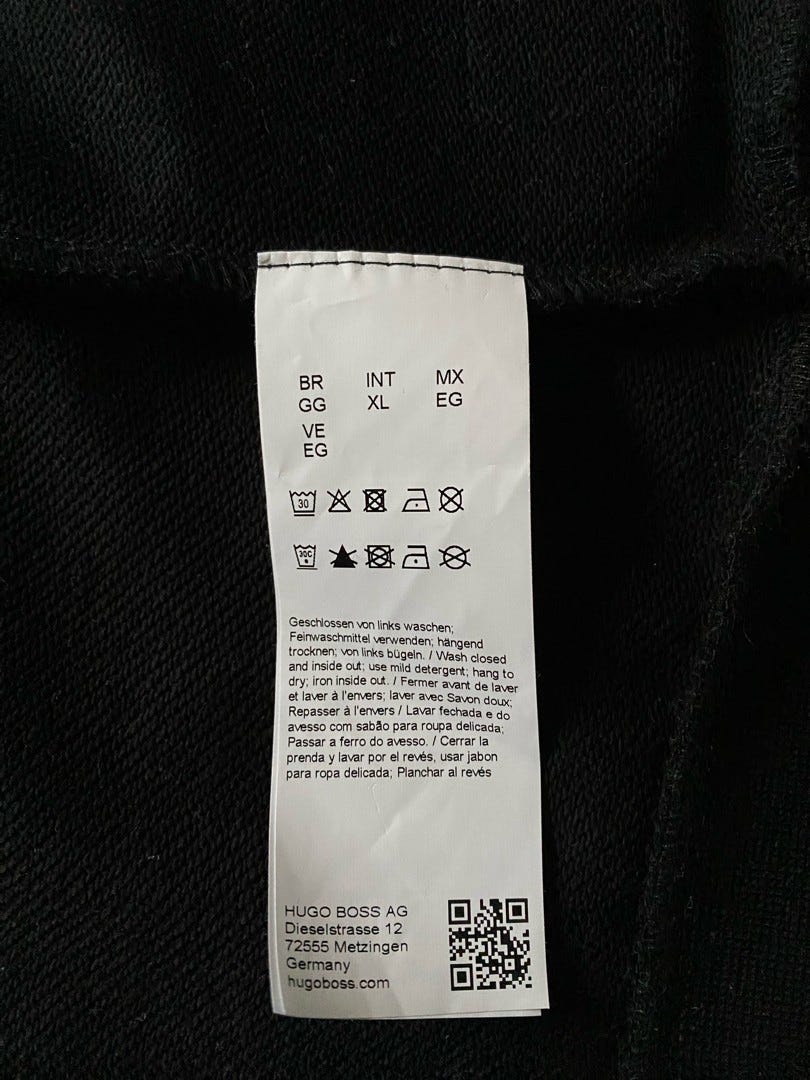 BR INT MX
GG XL EG
VE
EG
30
30C
Geschlossen von links waschen;
Feinwaschmittel verwenden; hängend
trocknen; von links bügeln. / Wash closed
and inside out; use mild detergent; hang to
dry; iron inside out. / Fermer avant de laver
et laver à l'envers; laver avec Savon doux;
Repasser à l'envers / Lavar fechada e do
avesso com sabão para roupa delicada;
Passar a ferro do avesso. / Cerrar la
prenda y lavar por el revés, usar jabon
para ropa delicada; Planchar al revés
HUGO BOSS AG
Dieselstrasse 12
72555 Metzingen
Germany
hugoboss.com